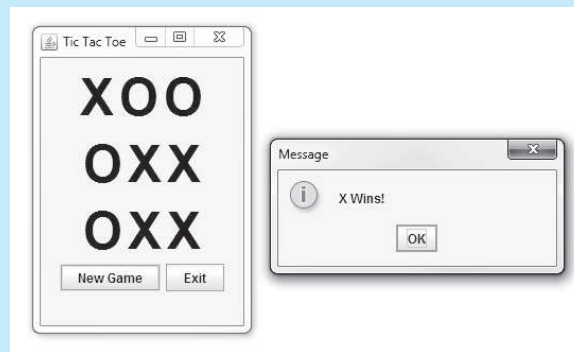 Tic Tac Toe
XOO
OXX
OXX
New Game Exit
Message
X Wins!
OK